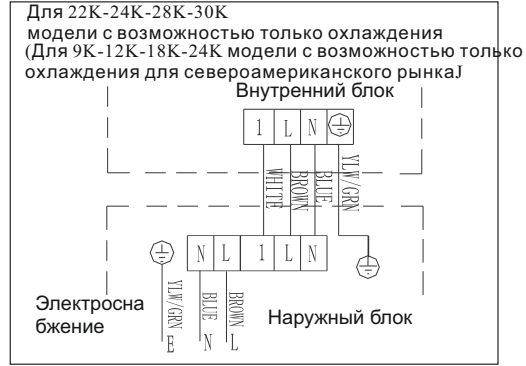 Для 22K-24K-28K-30K
модели с возможностью только охлаждения
(Для 9K-12K-18K-24K модели с возможностью только
охлаждения для североамериканского рынкаJ
Внутренний блок
1 L N
WHITE
BROWN
BLUE
YLW/GRN
N L 1 L N
YLW/GRN
BLUE
BROWN
Электросна
бжение
Наружный блок
E N L